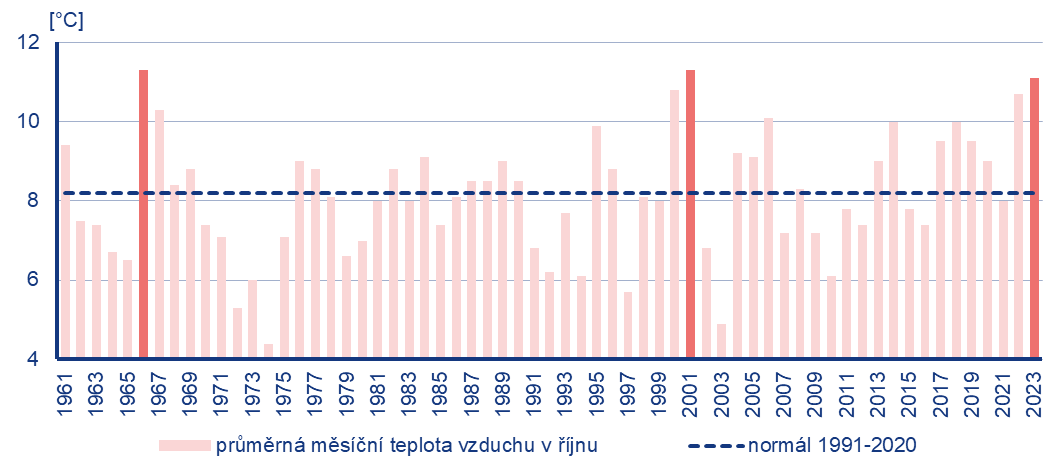 [°C]
12
10
8
6
4
1961 1963 1965 1967 1969 1971 1973 1975 1977 1979 1981 1983 1985 1987 1989 1991 1993 1995 1997 1999 2001 2003 2005 2007 2009 2011 2013 2015 2017 2019 2021 2023
průměrná měsíční teplota vzduchu v říjnu normál 1991-2020